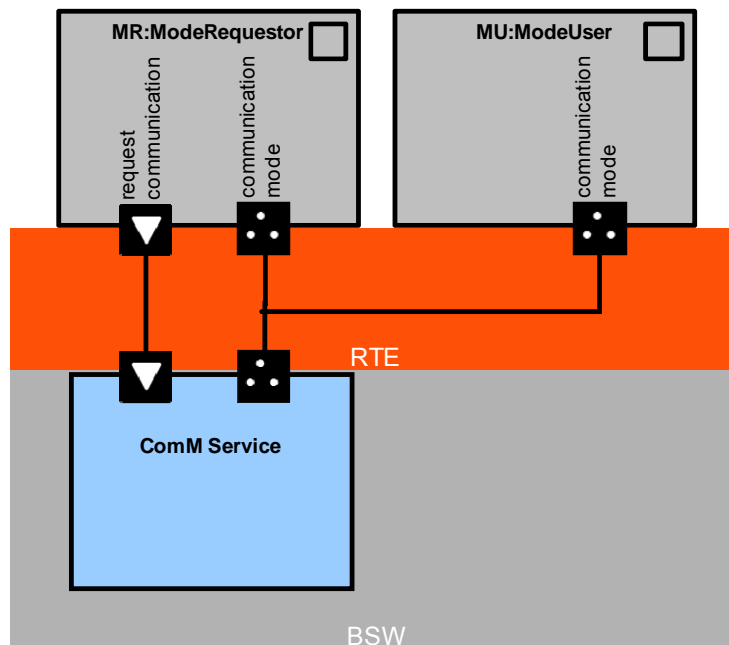 MR:ModeRequestor
MU:ModeUser
request
communication
communication
mode
communication
mode
RTE
ComM Service
BSW